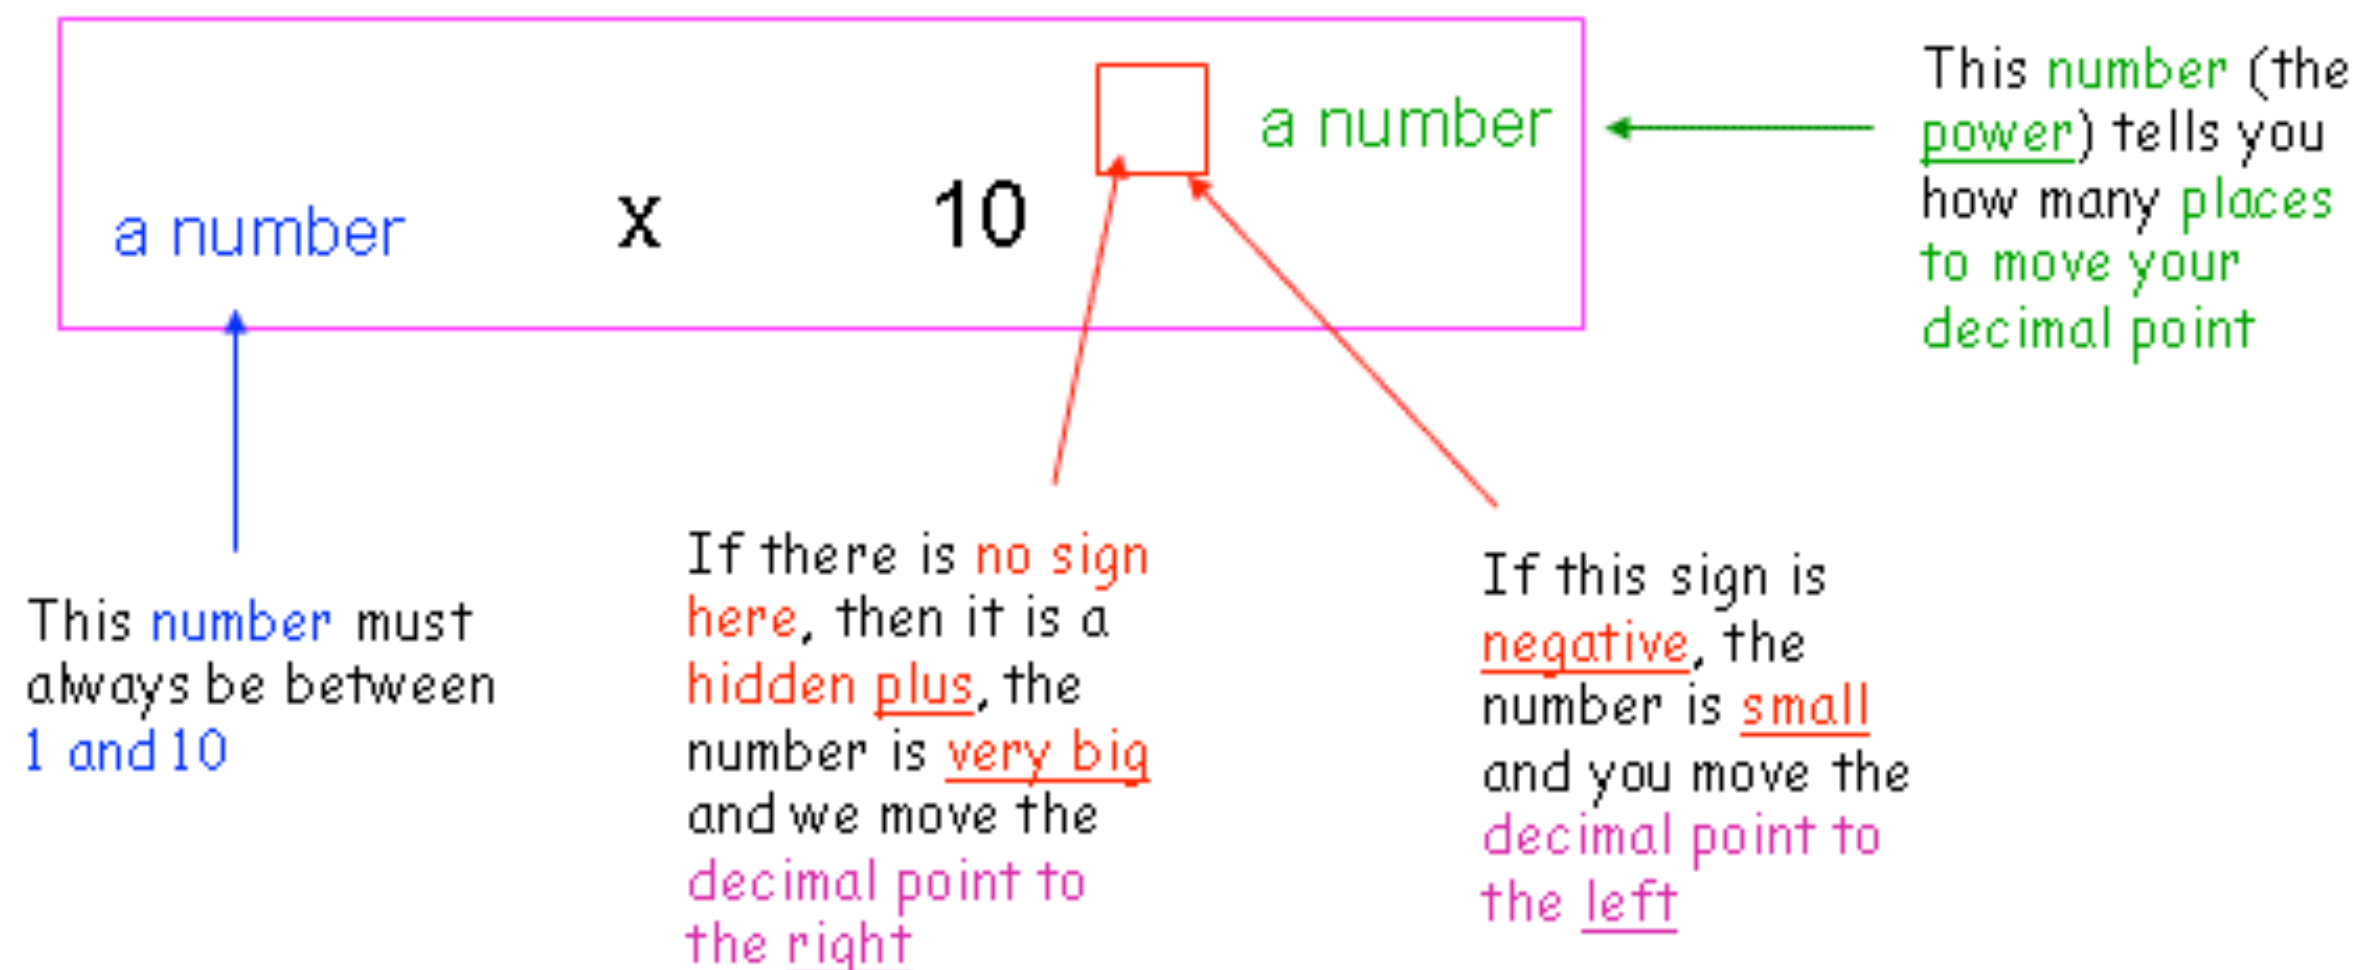 a number x 10 a number
This number (the
power) tells you
how many places
to move your
decimal point
This number must
always be between
1 and 10
If there is no sign
here, then it is a
hidden plus, the
number is very big
and we move the
decimal point to
the right
If this sign is
negative, the
number is small
and you move the
decimal point to
the left